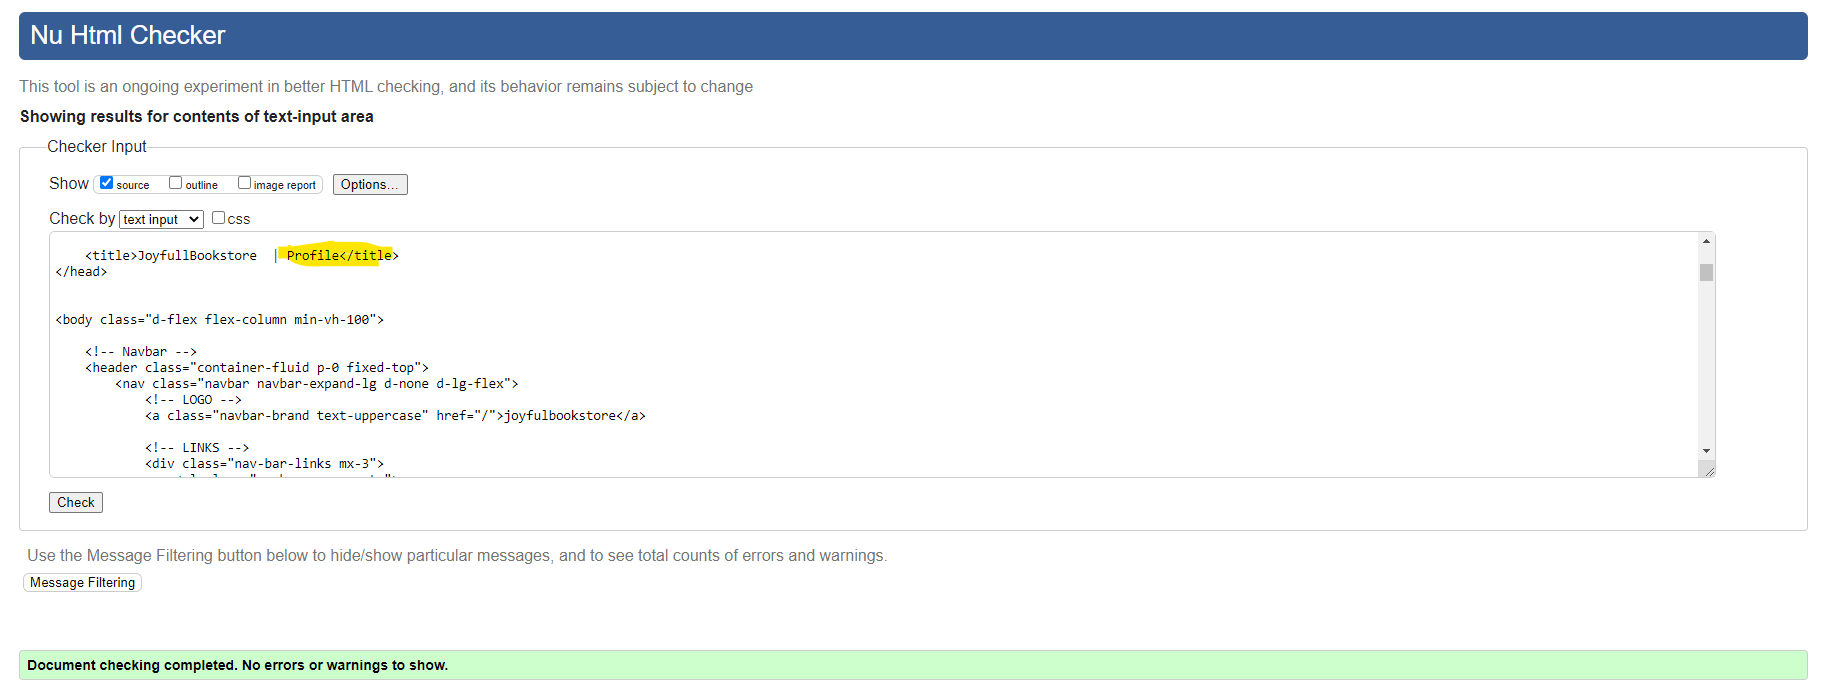 Nu Html Checker
This tool is an ongoing experiment in better HTML checking, and its behavior remains subject to change
Showing results for contents of text-input area
Checker Input
Show source outline image report Options...
Check by text input css
<title>JoyfullBookstore  | Profile</title>
</head>
<body class="d-flex flex-column min-vh-100">
<!-- Navbar -->
<header class="container-fluid p-0 fixed-top">
<nav class="navbar navbar-expand-lg d-none d-lg-flex">
<!-- LOGO -->
<a class="navbar-brand text-uppercase" href="/">joyfulbookstore</a>
<!-- LINKS -->
<div class="nav-bar-links mx-3">
Check
Use the Message Filtering button below to hide/show particular messages, and to see total counts of errors and warnings.
Message Filtering
Document checking completed. No errors or warnings to show.